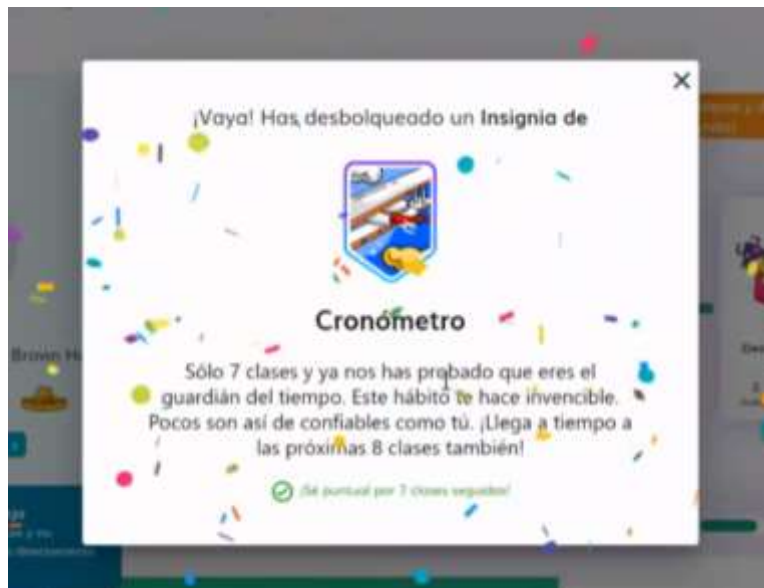 ¡Vaya! Has desbolqueado un Insignia de
Cronómetro
Sólo 7 clases y ya nos has probado que eres el
guardián del tiempo. Este hábito te hace invencible.
Pocos son así de confiables como tú. ¡Llega a tiempo a
las próximas 8 clases también!
¡Sé puntual por 7 clases seguidas!
Brown